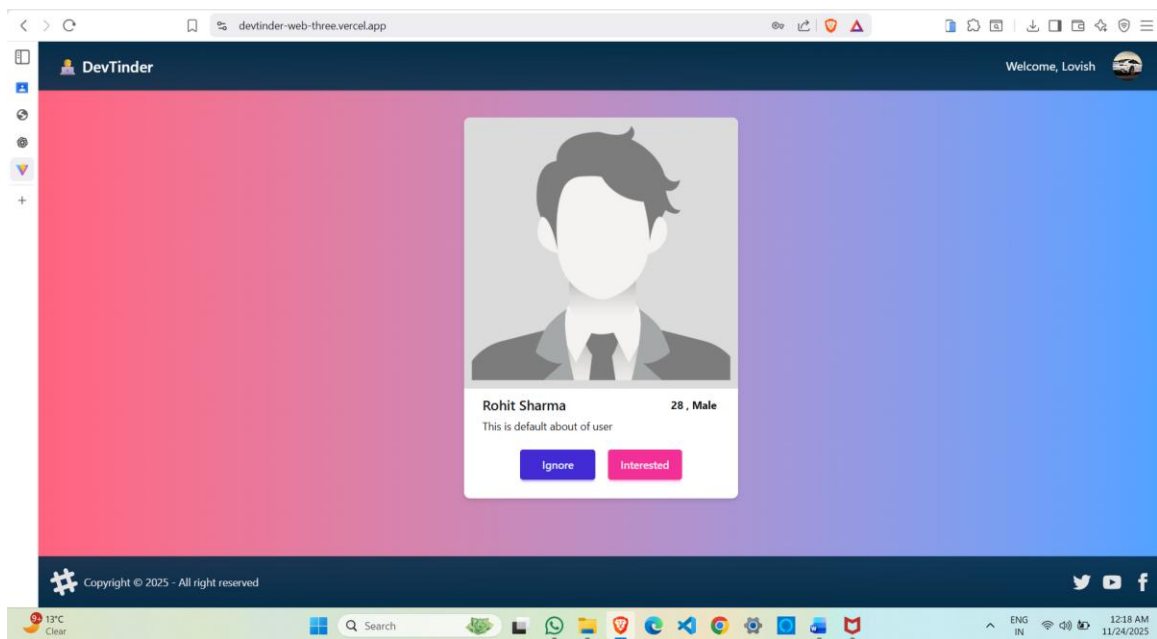 devtinder-web-three.vercel.app
DevTinder
Welcome, Lovish
Rohit Sharma
28 , Male
This is default about of user
Ignore
Interested
Copyright © 2025 - All right reserved
9+
13°C
Clear
Search
ENG
IN
12:18 AM
11/24/2025